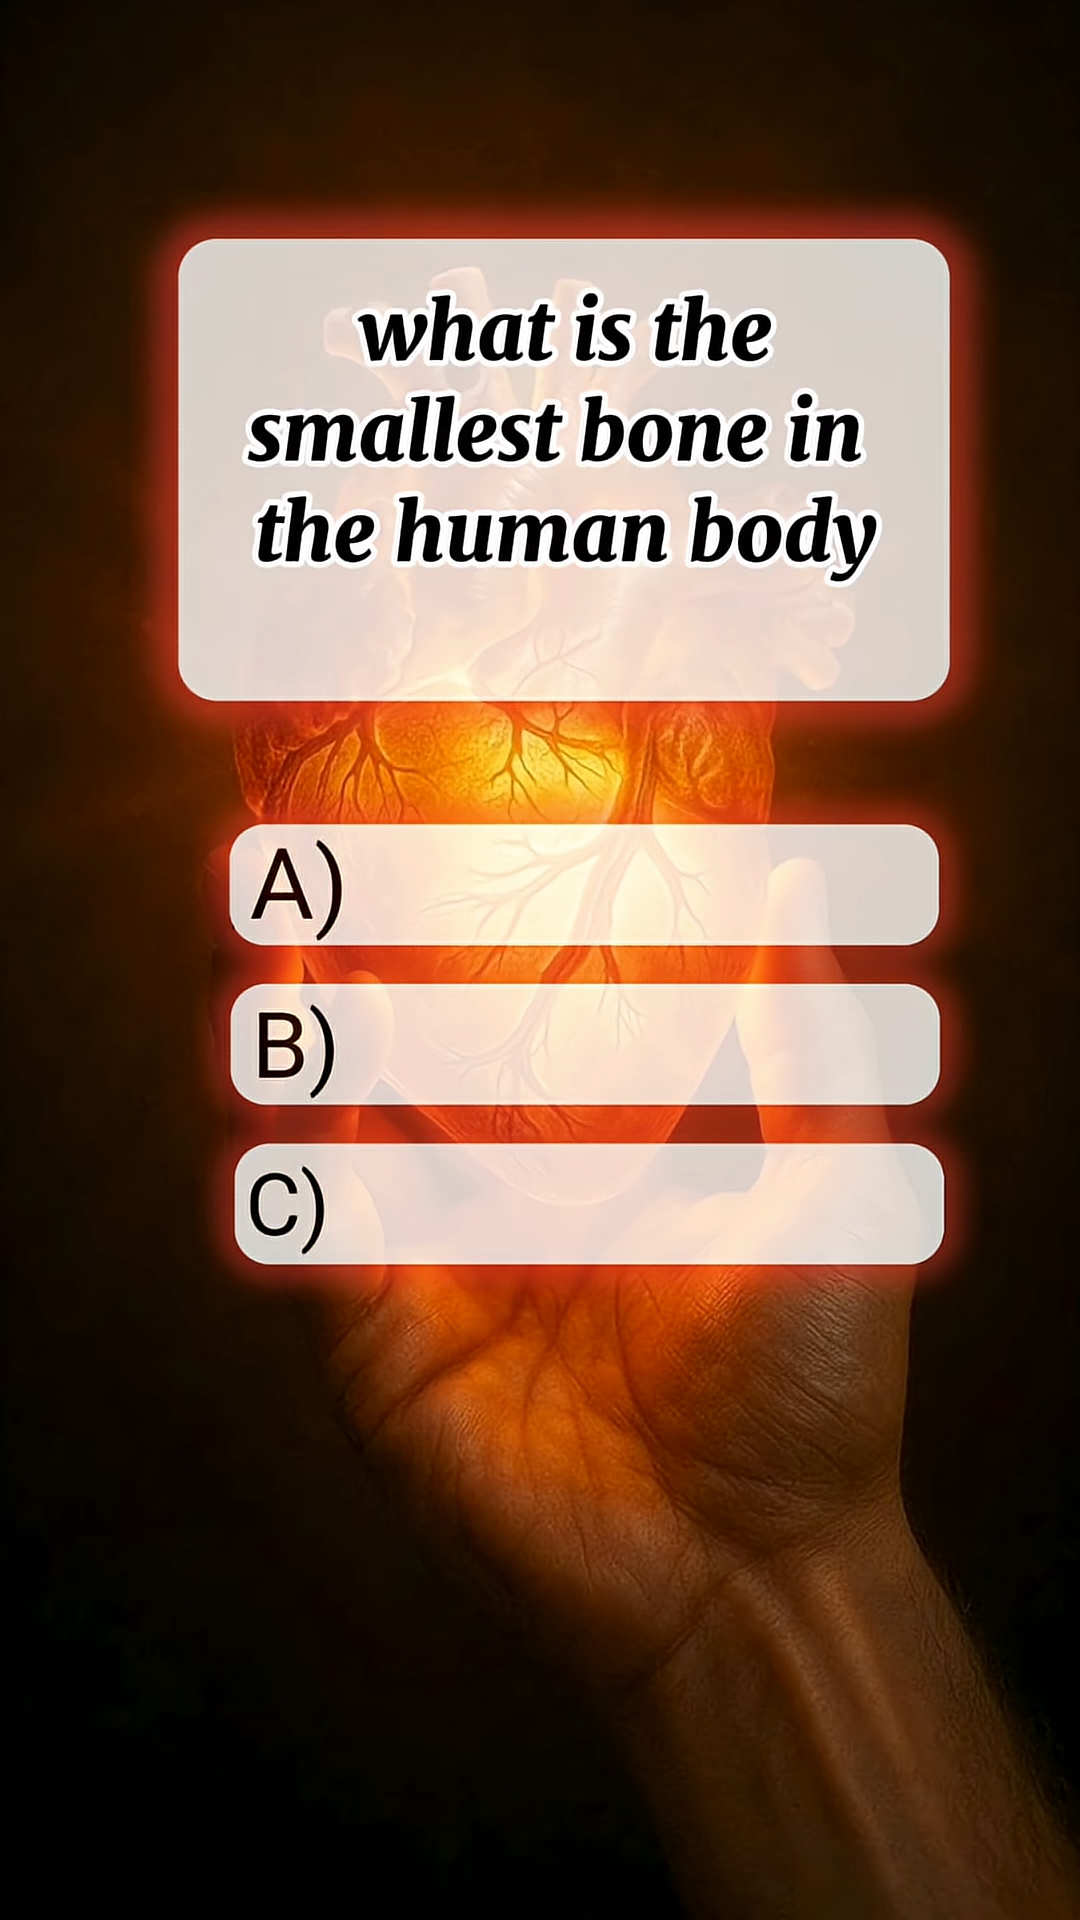 what is the
smallest bone in
the human body
A)
B)
C)